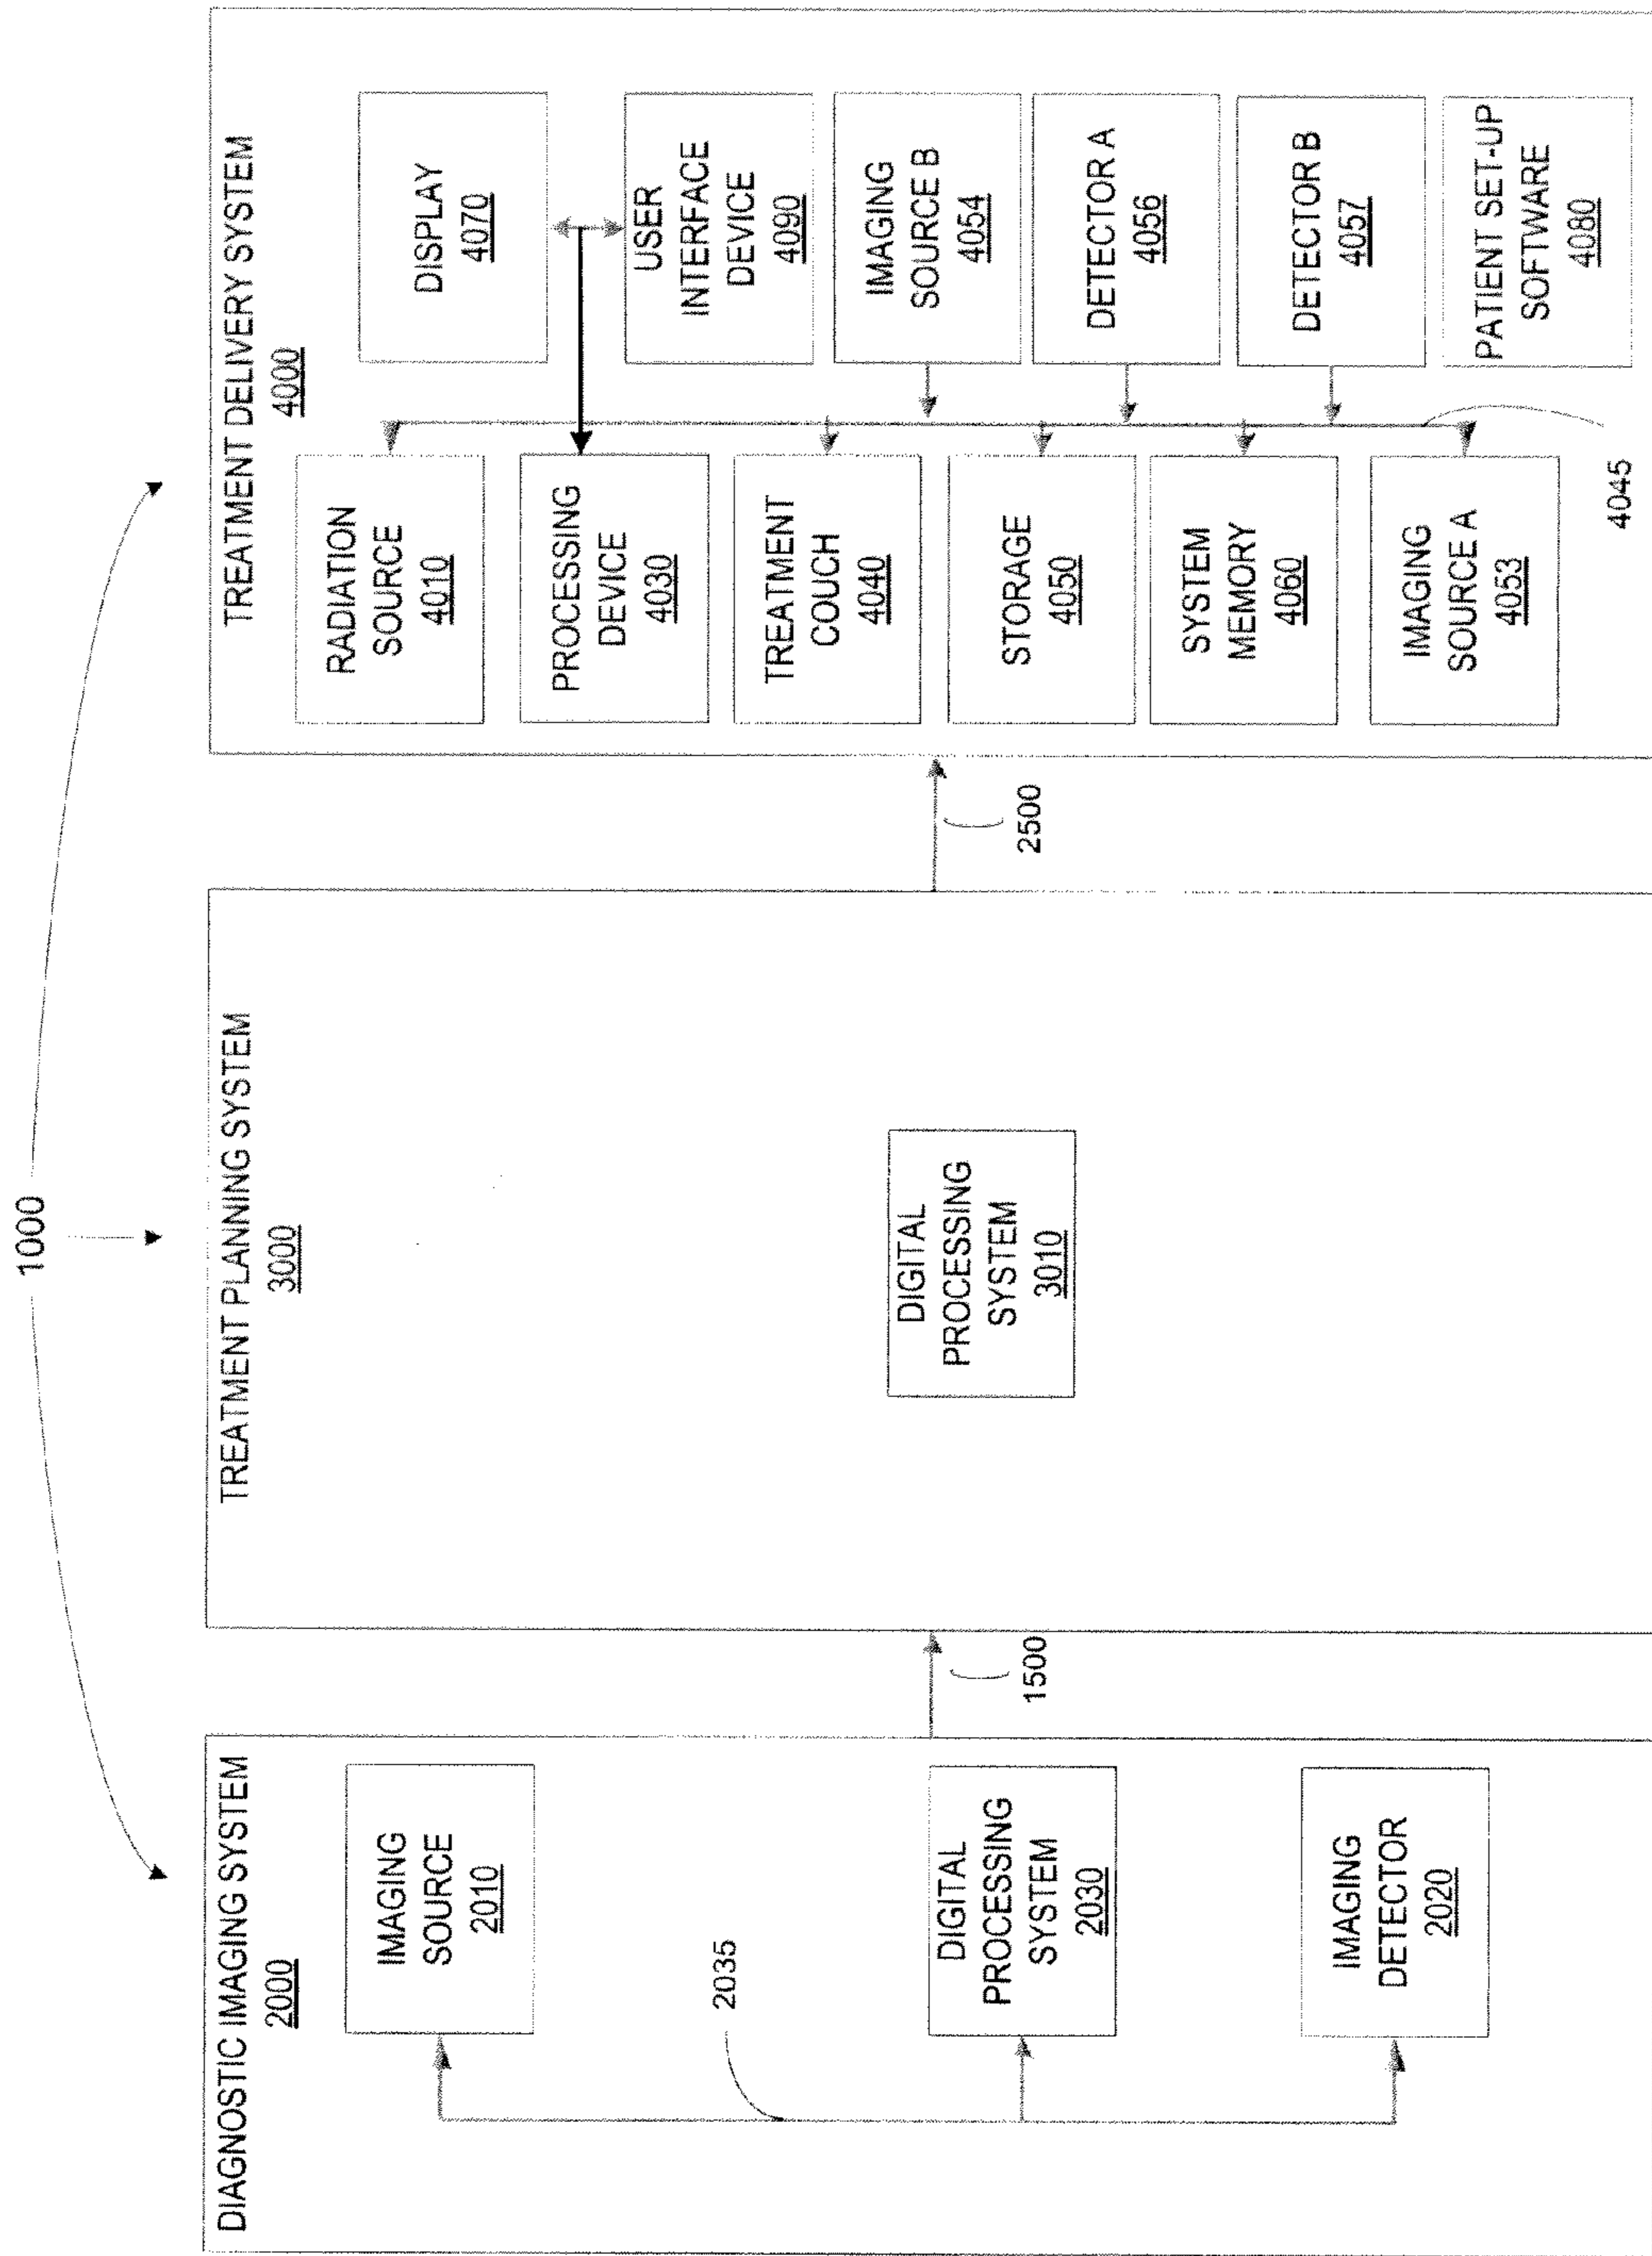 1000
DIAGNOSTIC IMAGING SYSTEM
2000
IMAGING
SOURCE
2010
2035
DIGITAL
PROCESSING
SYSTEM
2030
IMAGING
DETECTOR
2020
1500
TREATMENT PLANNING SYSTEM
3000
DIGITAL
PROCESSING
SYSTEM
3010
2500
TREATMENT DELIVERY SYSTEM
4000
RADIATION
SOURCE
4010
PROCESSING
DEVICE
4030
TREATMENT
COUCH
4040
STORAGE
4050
SYSTEM
MEMORY
4060
IMAGING
SOURCE A
4053
4045
DISPLAY
4070
USER
INTERFACE
DEVICE
4090
IMAGING
SOURCE B
4054
DETECTOR A
4056
DETECTOR B
4057
PATIENT SET-UP
SOFTWARE
4080